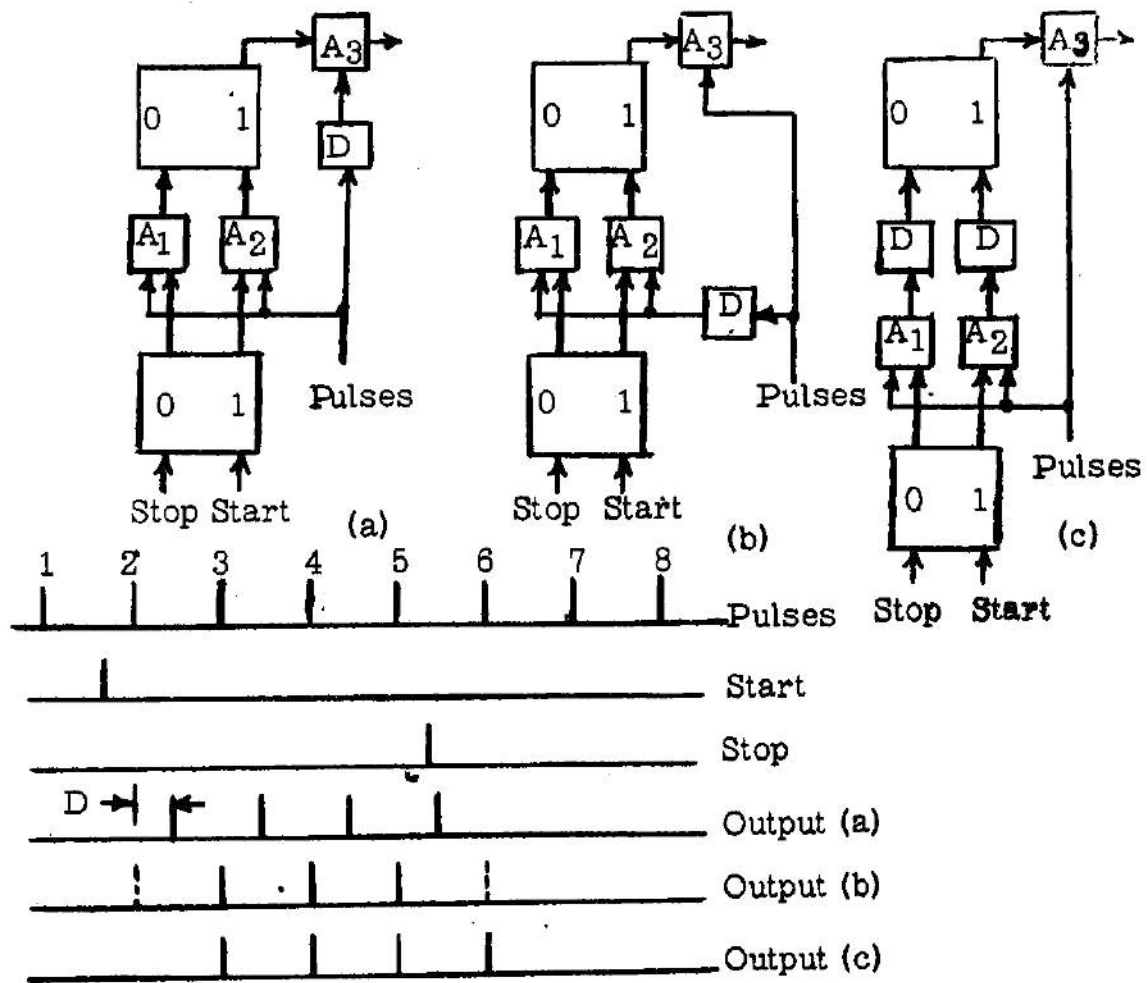 A3 A3 A3
0 1 0 1 0 1
D
A1 A2 A1 A2 D D
D
A1 A2
0 1 Pulses 0 1 Pulses
Pulses
Stop Start (a) Stop Start (b) 0 1 (c)
1 2 3 4 5 6 7 8
Pulses Stop Start
Start
Stop
D Output (a)
Output (b)
Output (c)